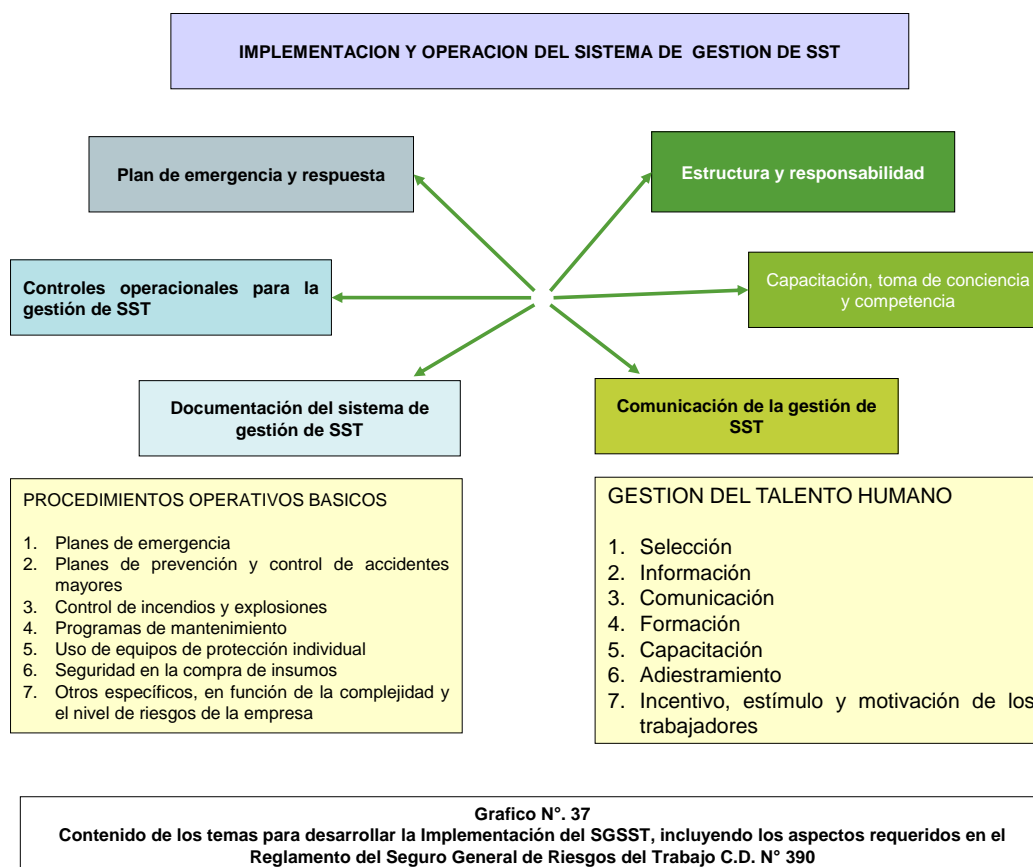 IMPLEMENTACION Y OPERACION DEL SISTEMA DE GESTION DE SST
Plan de emergencia y respuesta
Estructura y responsabilidad
Controles operacionales para la
gestión de SST
Capacitación, toma de conciencia
y competencia
Documentación del sistema de
gestión de SST
Comunicación de la gestión de
SST
PROCEDIMIENTOS OPERATIVOS BASICOS
1. Planes de emergencia
2. Planes de prevención y control de accidentes
mayores
3. Control de incendios y explosiones
4. Programas de mantenimiento
5. Uso de equipos de protección individual
6. Seguridad en la compra de insumos
7. Otros específicos, en función de la complejidad y
el nivel de riesgos de la empresa
GESTION DEL TALENTO HUMANO
1. Selección
2. Información
3. Comunicación
4. Formación
5. Capacitación
6. Adiestramiento
7. Incentivo, estímulo y motivación de los
trabajadores
Grafico N°. 37
Contenido de los temas para desarrollar la Implementación del SGSST, incluyendo los aspectos requeridos en el
Reglamento del Seguro General de Riesgos del Trabajo C.D. N° 390